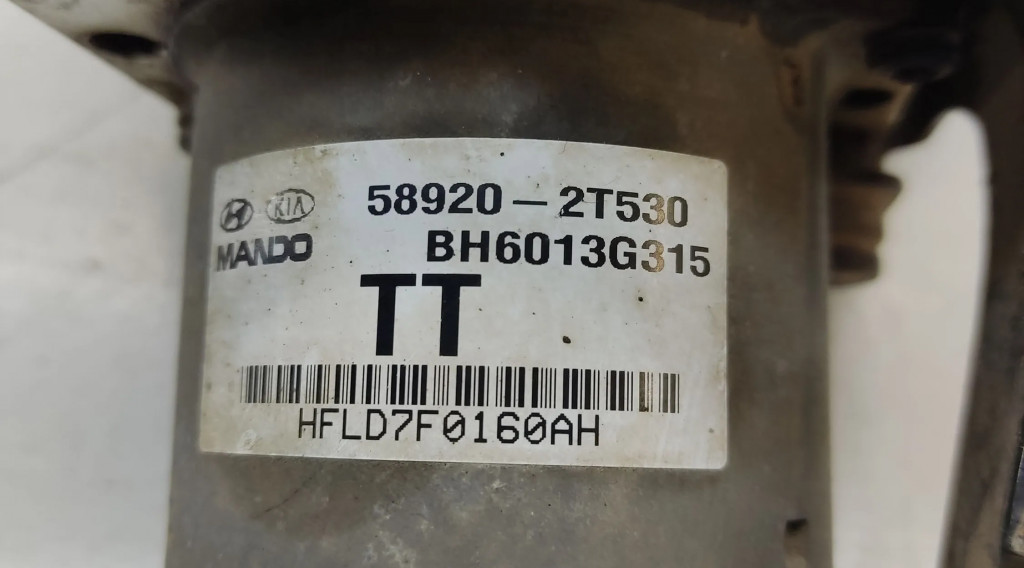 KIA
58920 - 2T530
MANDO
BH6013G315
TT
HFLD7F0160AH